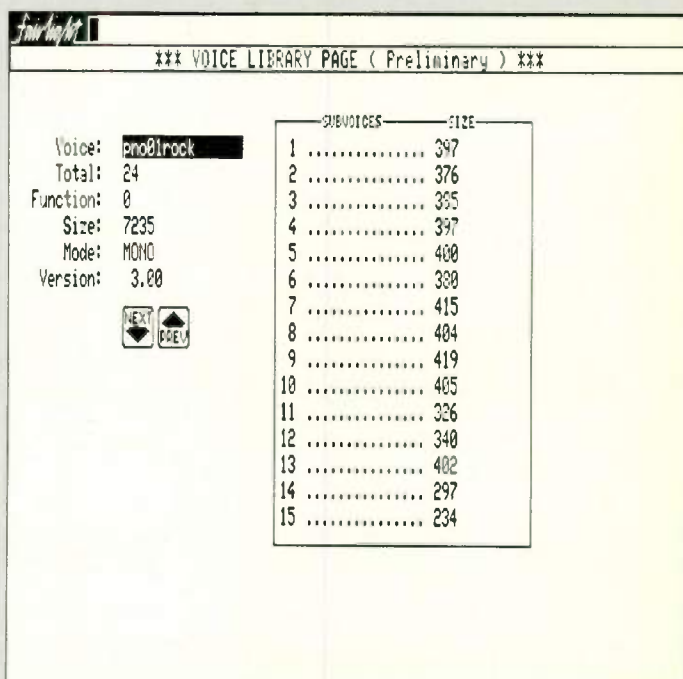 fairlight
*** VOICE LIBRARY PAGE ( Preliminary ) ***
Voice: pno01rock
Total: 24
Function: 0
Size: 7235
Mode: MONO
Version: 3.00
NEXT PREV
SUBVOICES SIZE
1 ............... 397
2 ............... 376
3 ............... 385
4 ............... 397
5 ............... 400
6 ............... 380
7 ............... 415
8 ............... 404
9 ............... 419
10 ............... 405
11 ............... 326
12 ............... 340
13 ............... 402
14 ............... 297
15 ............... 234